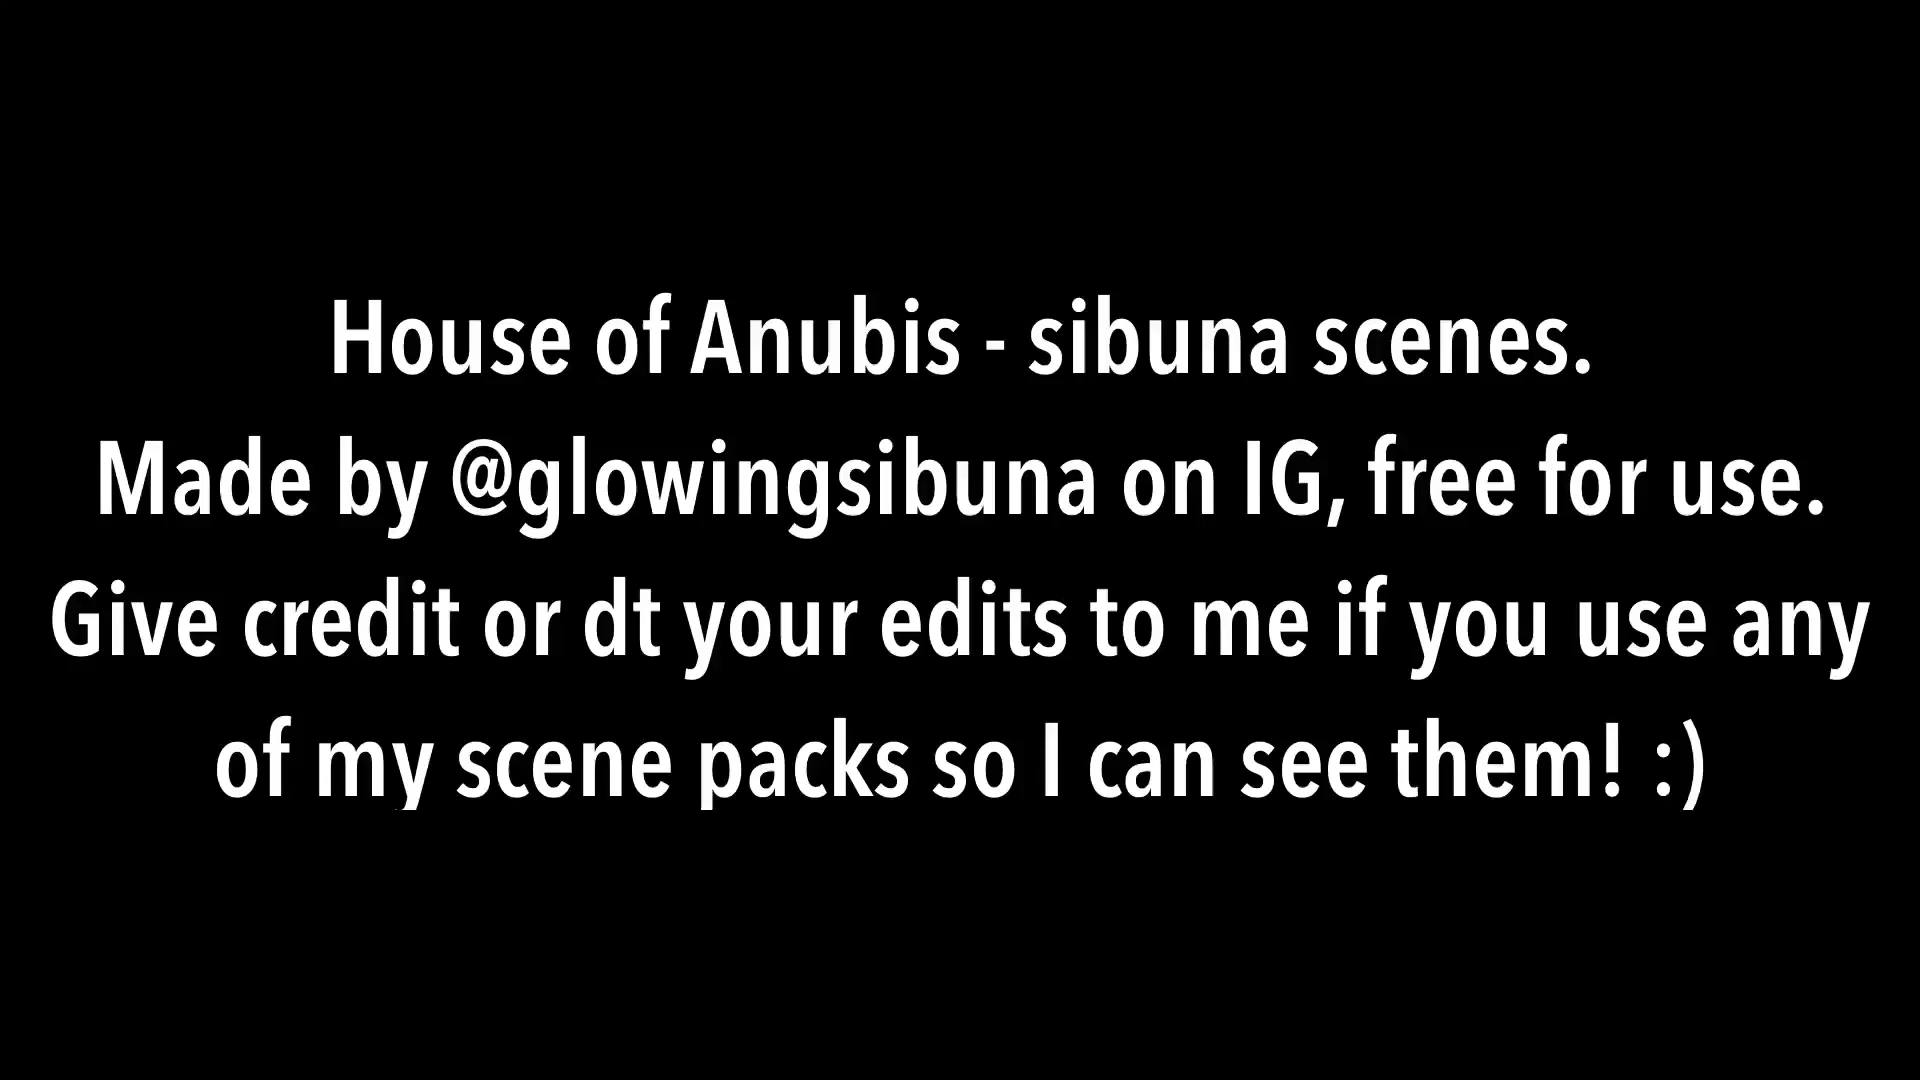 House of Anubis - sibuna scenes.
Made by @glowingsibuna on IG, free for use.
Give credit or dt your edits to me if you use any
of my scene packs so I can see them! :)